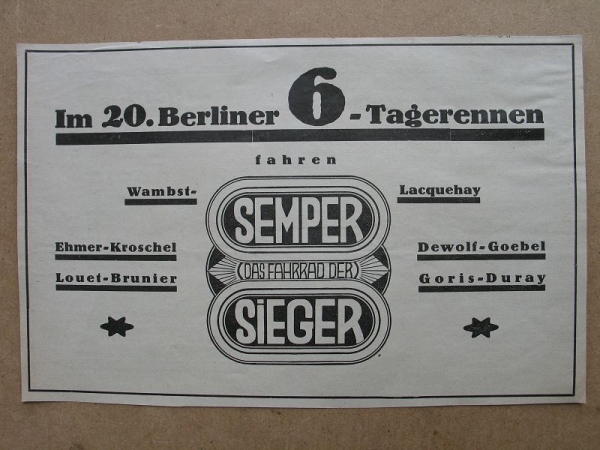 Im 20. Berliner 6-Tagerennen
fahren
Wambst- Lacquehay
SEMPER
Ehmer-Kroschel Dewolf-Goebel
(DAS FAHRRAD DER)
Louet-Brunier Goris-Duray
SiEGER